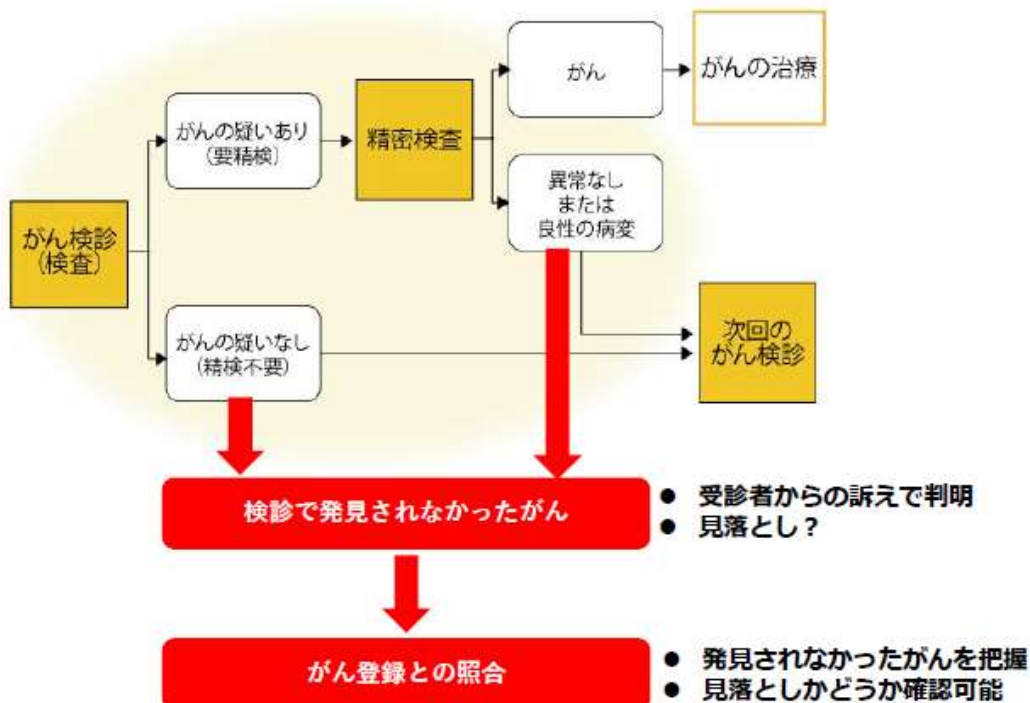 がん
がんの治療
がんの疑いあり
(要精検)
精密検査
異常なし
または
良性の病変
がん検診
(検査)
がんの疑いなし
(精検不要)
次回の
がん検診
検診で発見されなかったがん
● 受診者からの訴えで判明
● 見落とし？
がん登録との照合
● 発見されなかったがんを把握
● 見落としかどうか確認可能